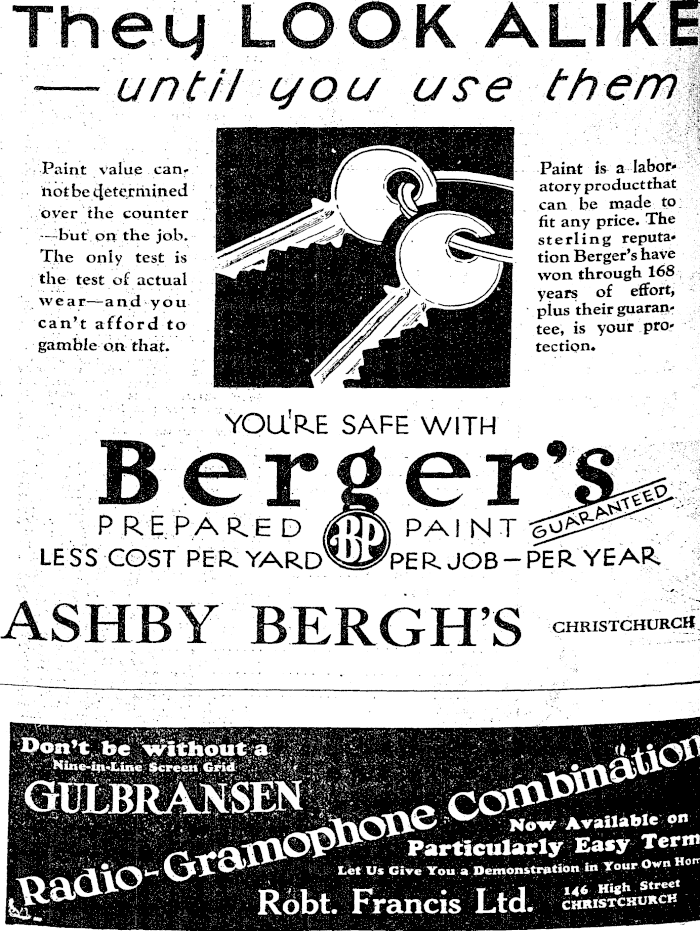 They LOOK ALIKE
— until you use them
Paint value can-
not be determined
over the counter
—but on the job.
The only test is
the test of actual
wear—and you
can't afford to
gamble on that.
Paint is a labor-
atory product that
can be made to
fit any price. The
sterling reputa-
tion Berger's have
won through 168
years of effort,
plus their guaran-
tee, is your pro-
tection.
YOU'RE SAFE WITH
Berger's
PREPARED BP PAINT GUARANTEED
LESS COST PER YARD PER JOB—PER YEAR
ASHBY BERGH'S CHRISTCHURCH
Don't be without a
Nine-in-Line Screen Grid
GULBRANSEN
Radio-Gramophone Combination
Now Available on
Particularly Easy Term
Let Us Give You a Demonstration in Your Own Hom
Robt. Francis Ltd.
146 High Street
CHRISTCHURCH